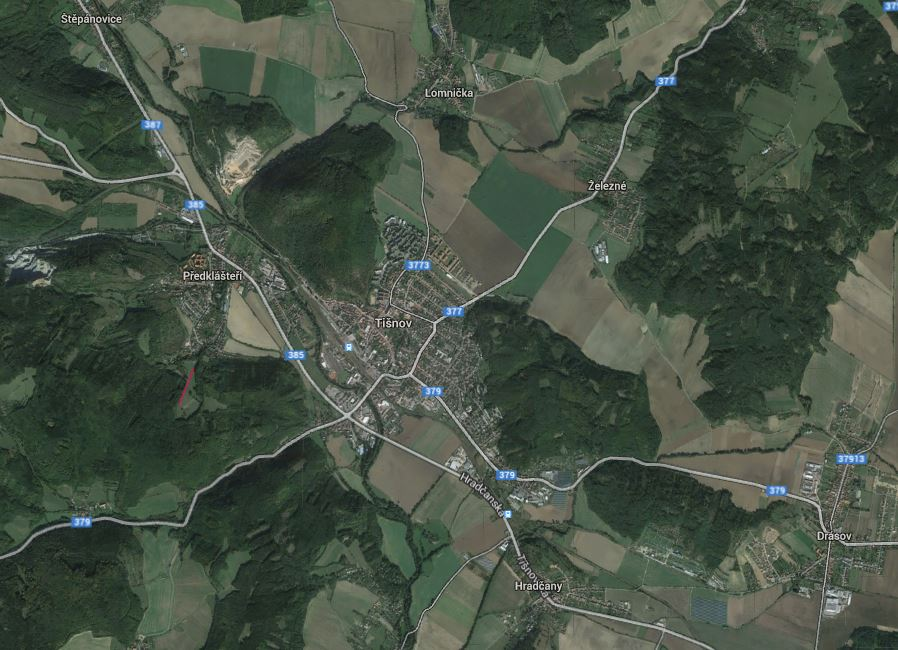 Štěpánovice
37
377
Lomnička
387
Železné
385
3773
Předklášteří
377
Tišnov
385
379
37913
379
Hradčanská
379
379
Drásov
Tišnovská
Hradčany